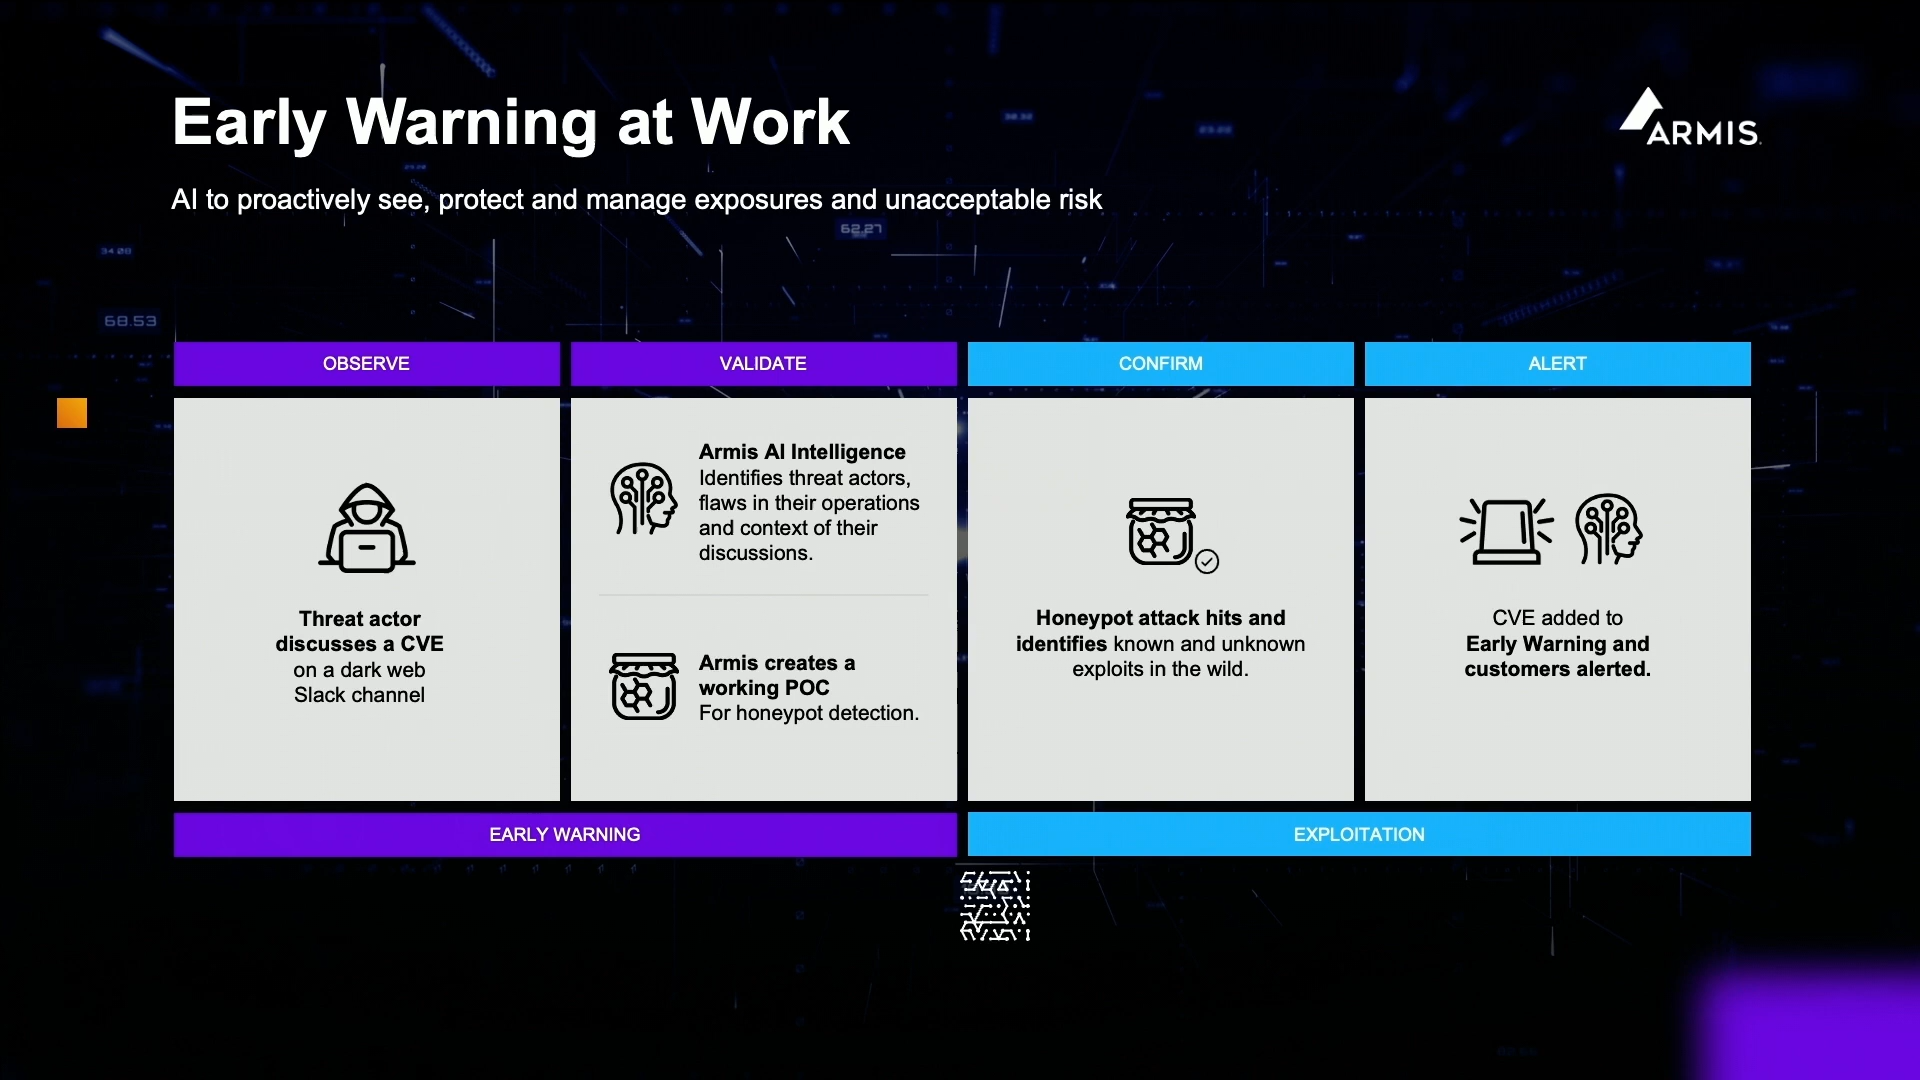 Early Warning at Work
ARMIS
AI to proactively see, protect and manage exposures and unacceptable risk
62.27
68.53
OBSERVE
VALIDATE
CONFIRM
ALERT
Threat actor
discusses a CVE
on a dark web
Slack channel
Armis AI Intelligence
Identifies threat actors,
flaws in their operations
and context of their
discussions.
Armis creates a
working POC
For honeypot detection.
Honeypot attack hits and
identifies known and unknown
exploits in the wild.
CVE added to
Early Warning and
customers alerted.
EARLY WARNING
EXPLOITATION